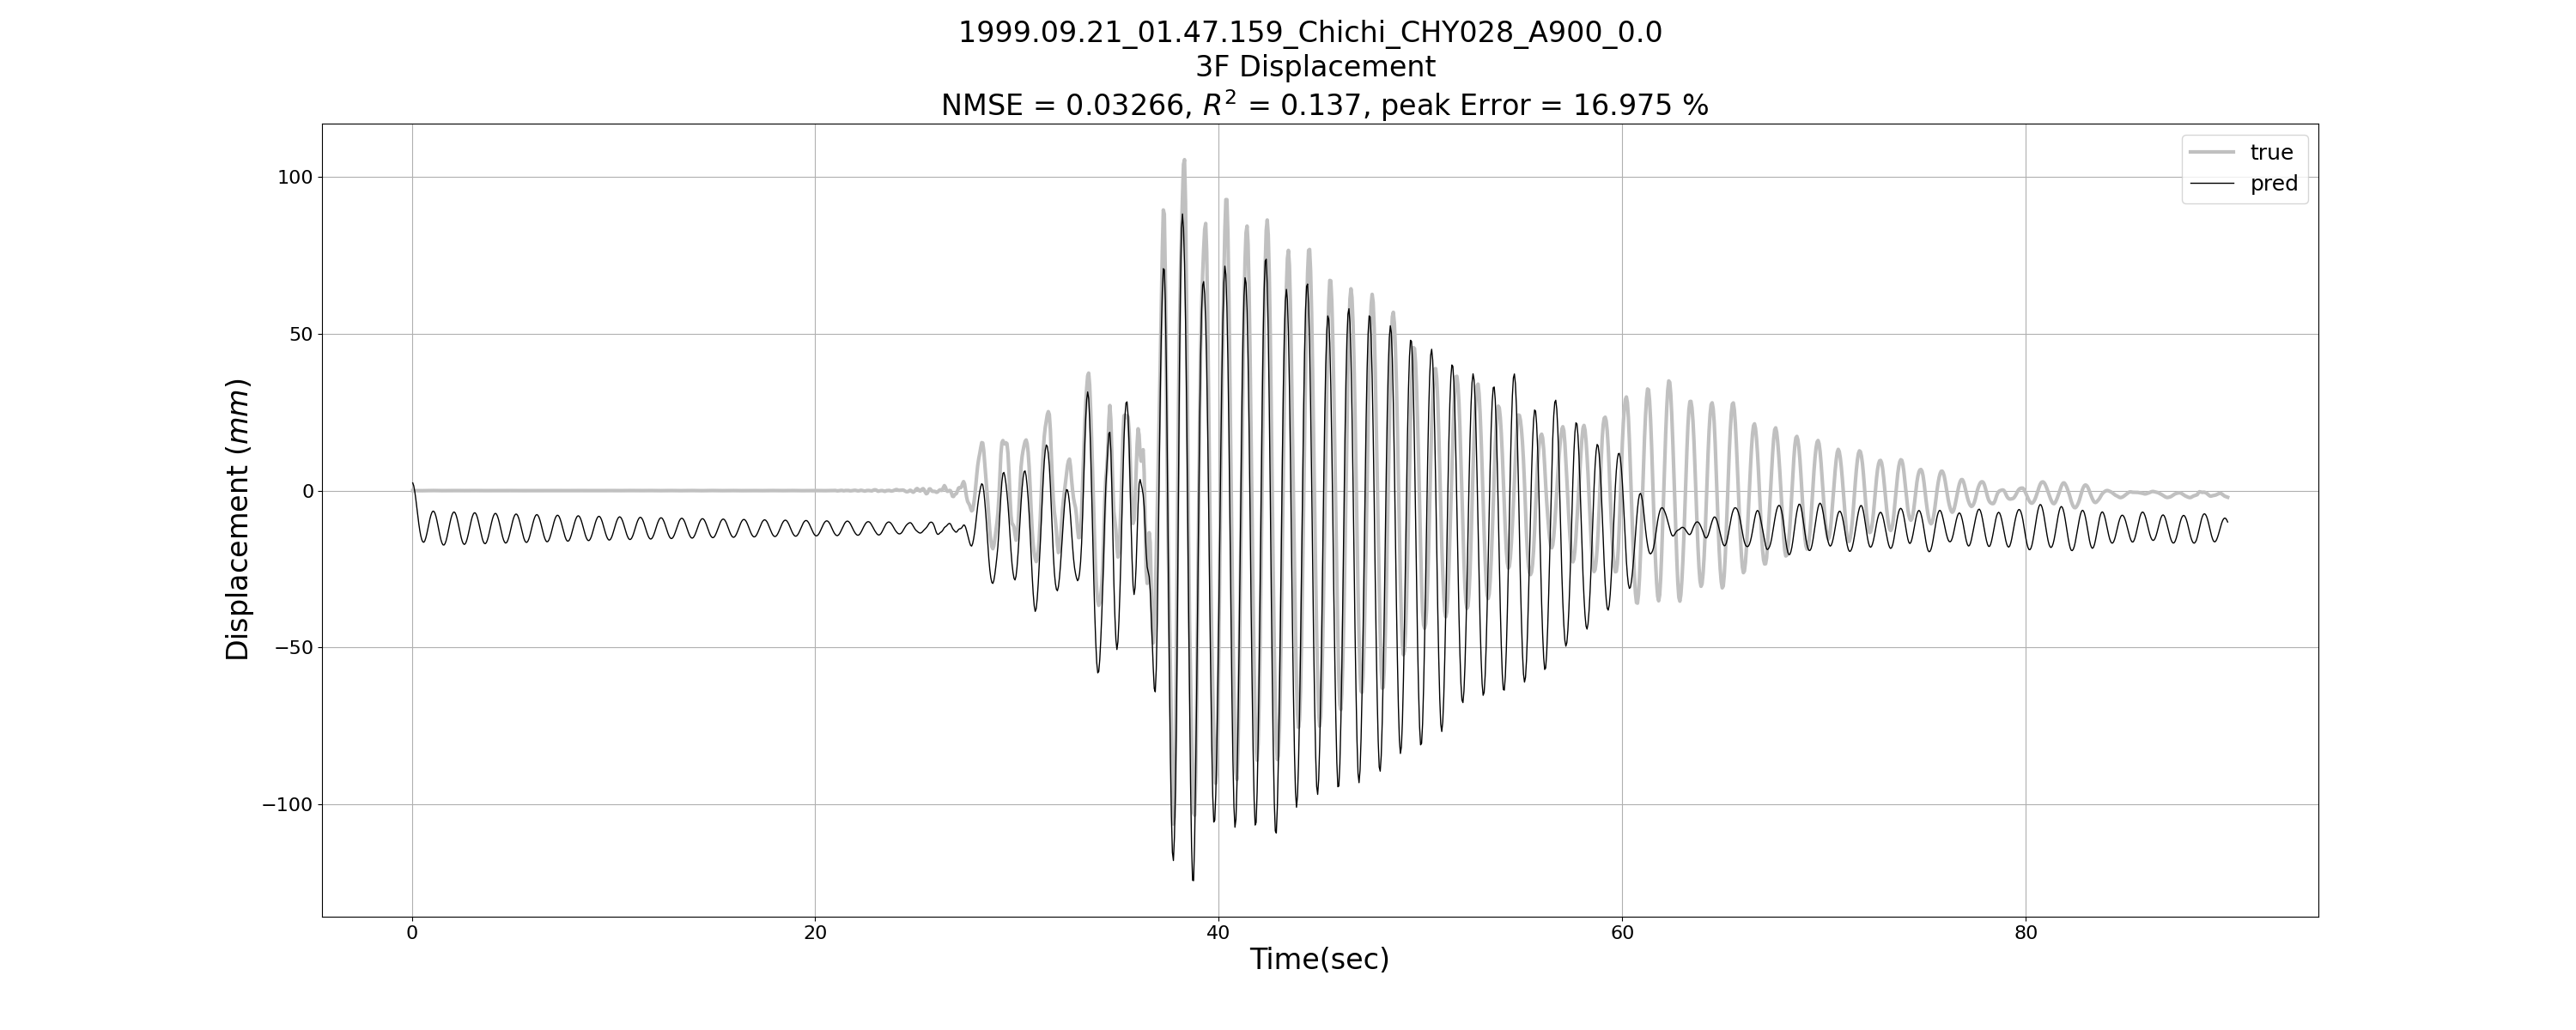 1999.09.21_01.47.159_Chichi_CHY028_A900_0.0
3F Displacement
NMSE = 0.03266, R² = 0.137, peak Error = 16.975 %
true
pred
100
50
0
−50
−100
Displacement (mm)
0 20 40 60 80
Time(sec)